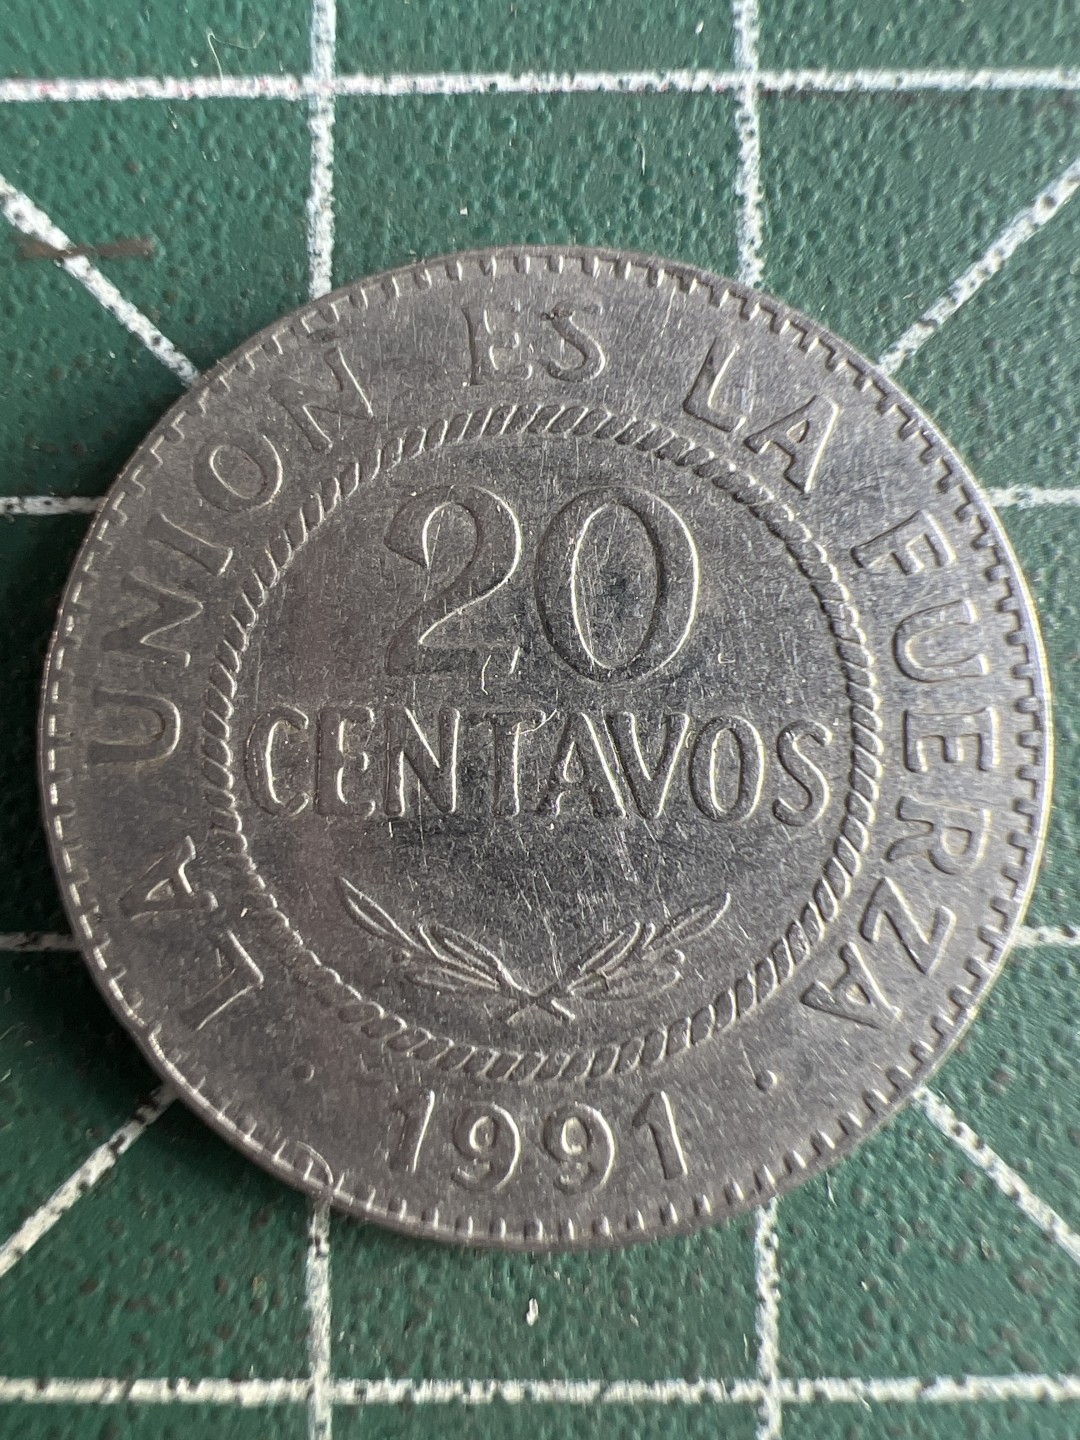 LA UNION ES LA FUERZA
20
CENTAVOS
. 1991 .